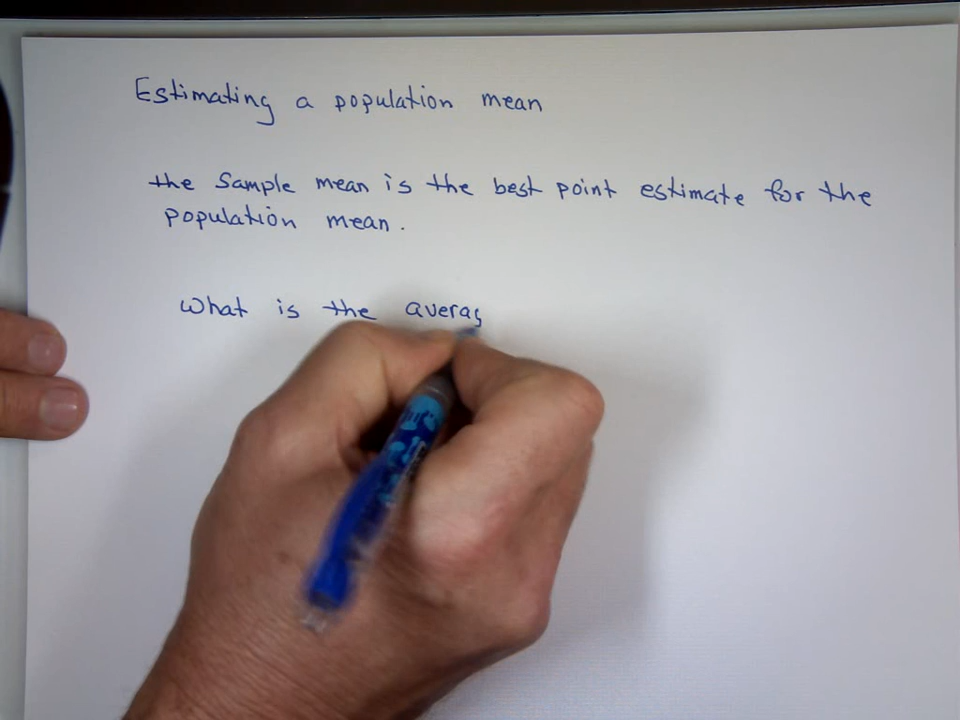 Estimating a population mean
the Sample mean is the best point estimate for the
population mean.
What is the averag